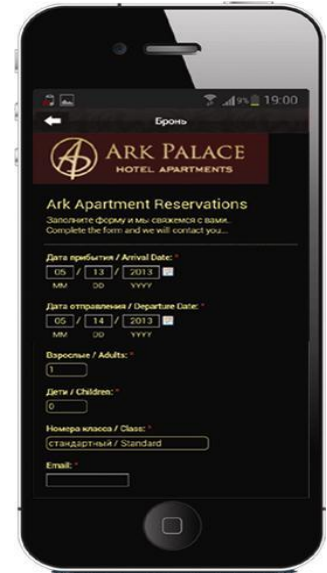 9% 19:00
Бронь
ARK PALACE
HOTEL APARTMENTS
Ark Apartment Reservations
Заполните форму и мы свяжемся с вами..
Complete the form and we will contact you...
Дата прибытия / Arrival Date: *
05 / 13 / 2013
MM DD YYYY
Дата отправления / Departure Date: *
05 / 14 / 2013
MM DD YYYY
Взрослые / Adults: *
1
Дети / Children: *
0
Номера класса / Class: *
стандартный / Standard
Email: *